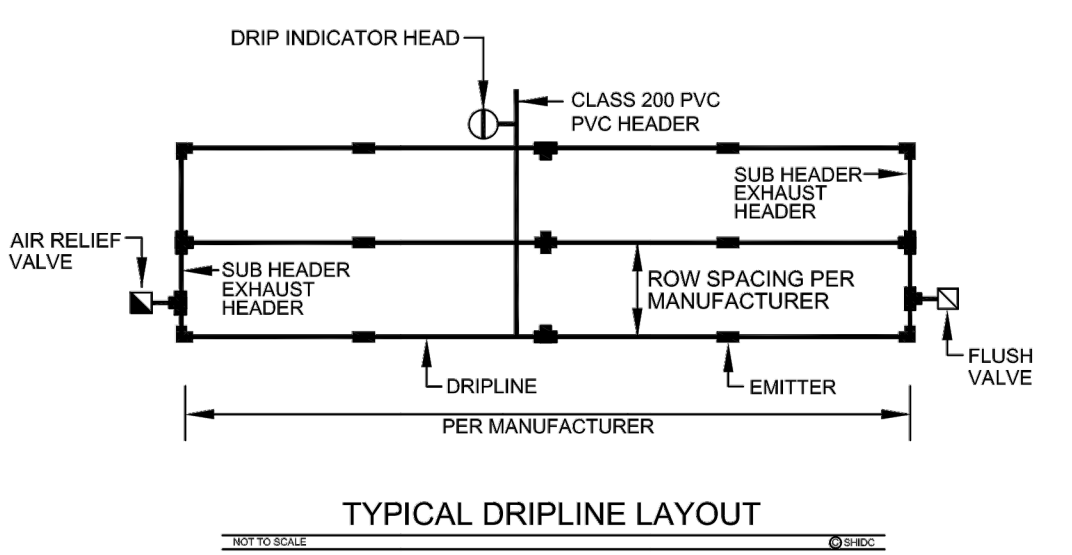 DRIP INDICATOR HEAD
CLASS 200 PVC
PVC HEADER
SUB HEADER
EXHAUST
HEADER
AIR RELIEF
VALVE
SUB HEADER
EXHAUST
HEADER
ROW SPACING PER
MANUFACTURER
FLUSH
VALVE
DRIPLINE
EMITTER
PER MANUFACTURER
TYPICAL DRIPLINE LAYOUT
NOT TO SCALE
© SHIDC